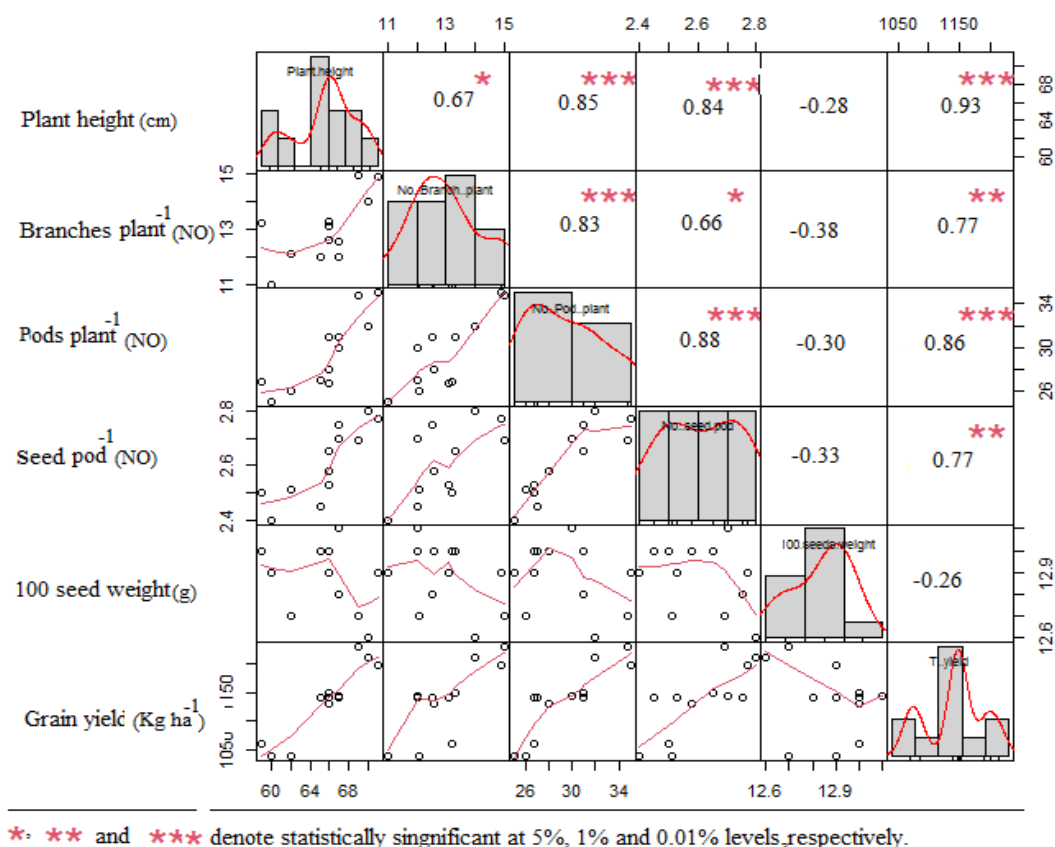 11 13 15 2.4 2.6 2.8 1050 1150
Plant height (cm) Plant.height 0.67 * 0.85 *** 0.84 *** -0.28 0.93 *** 60 64 68
Branches plant-1 (NO) 11 13 15 No..Branch..plant 0.83 *** 0.66 * -0.38 0.77 **
Pods plant-1 (NO) No..Pod..plant 0.88 *** -0.30 0.86 *** 26 30 34
Seed pod-1 (NO) 2.4 2.6 2.8 No..seed.pod -0.33 0.77 **
100 seed weight(g) 100.seeds.weight -0.26 12.6 12.9
Grain yield (Kg ha-1) 1050 1150 T..yield
60 64 68 26 30 34 12.6 12.9
*, ** and *** denote statistically singnificant at 5%, 1% and 0.01% levels,respectively.